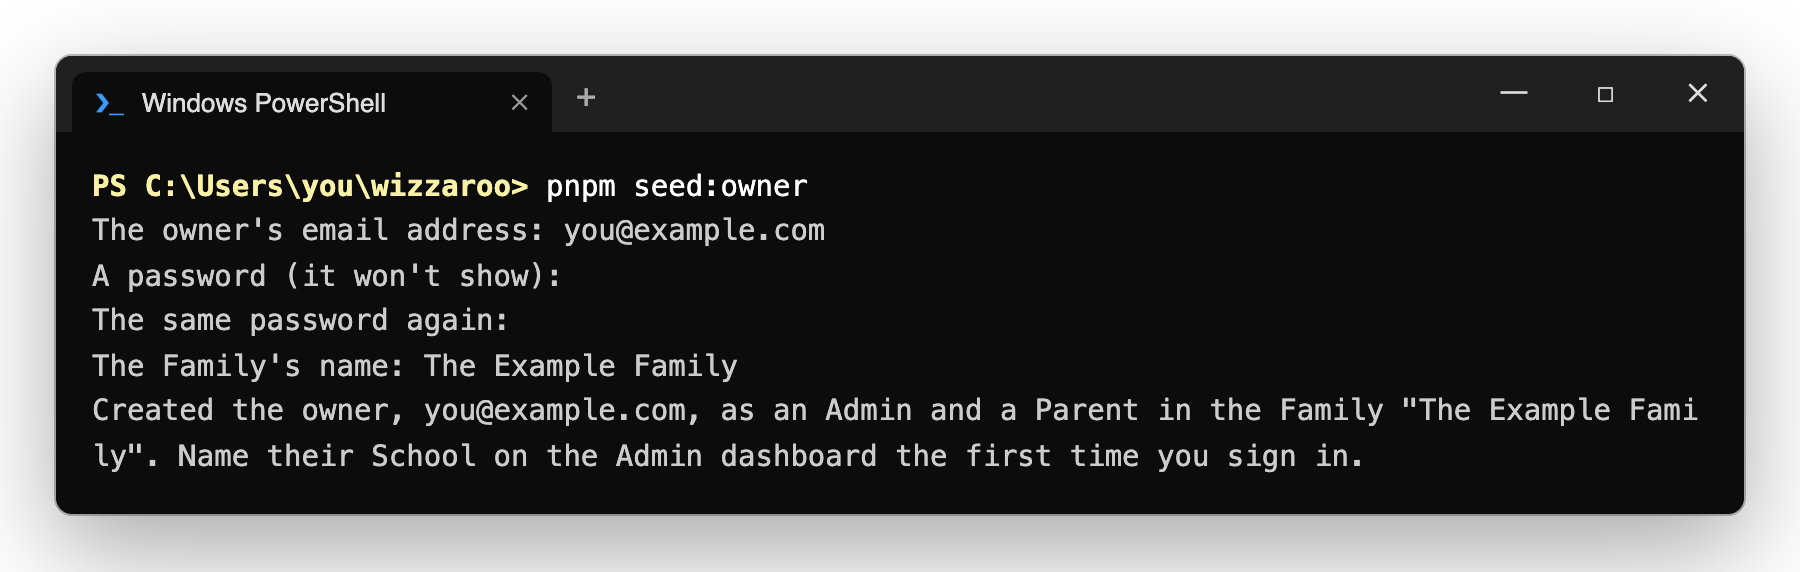 Windows PowerShell
PS C:\Users\you\wizzaroo> pnpm seed:owner
The owner's email address: you@example.com
A password (it won't show):
The same password again:
The Family's name: The Example Family
Created the owner, you@example.com, as an Admin and a Parent in the Family "The Example Fami
ly". Name their School on the Admin dashboard the first time you sign in.